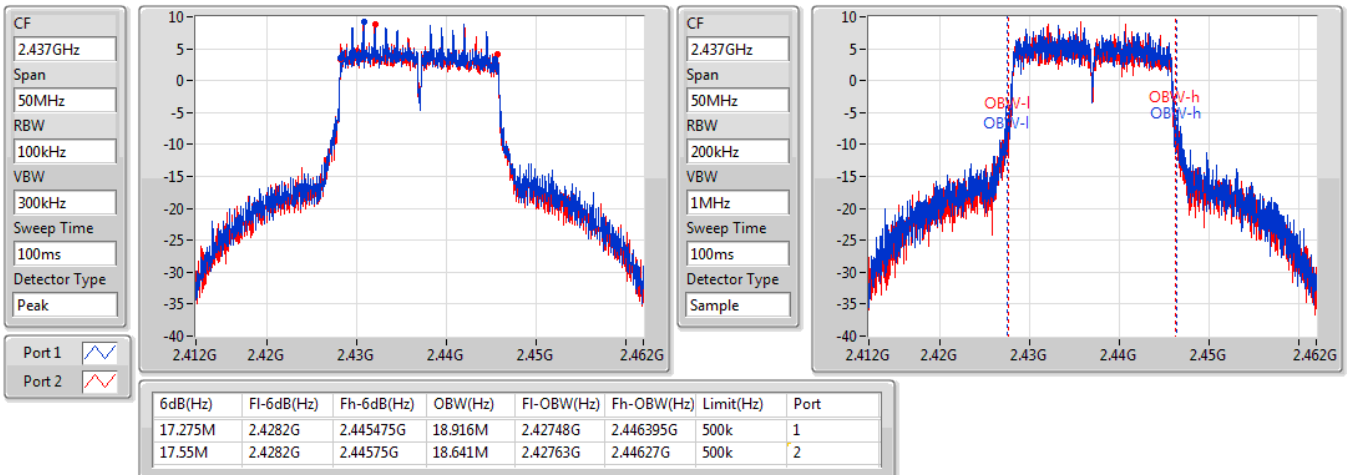 CF
2.437GHz
Span
50MHz
RBW
100kHz
VBW
300kHz
Sweep Time
100ms
Detector Type
Peak
10
5
0
-5
-10
-15
-20
-25
-30
-35
-40
2.412G 2.42G 2.43G 2.44G 2.45G 2.462G
CF
2.437GHz
Span
50MHz
RBW
200kHz
VBW
1MHz
Sweep Time
100ms
Detector Type
Sample
10
5
0
-5
-10
-15
-20
-25
-30
-35
-40
OBW-l
OBW-l
OBW-h
OBW-h
2.412G 2.42G 2.43G 2.44G 2.45G 2.462G
Port 1
Port 2
6dB(Hz) Fl-6dB(Hz) Fh-6dB(Hz) OBW(Hz) Fl-OBW(Hz) Fh-OBW(Hz) Limit(Hz) Port
17.275M 2.4282G 2.445475G 18.916M 2.42748G 2.446395G 500k 1
17.55M 2.4282G 2.44575G 18.641M 2.42763G 2.44627G 500k 2